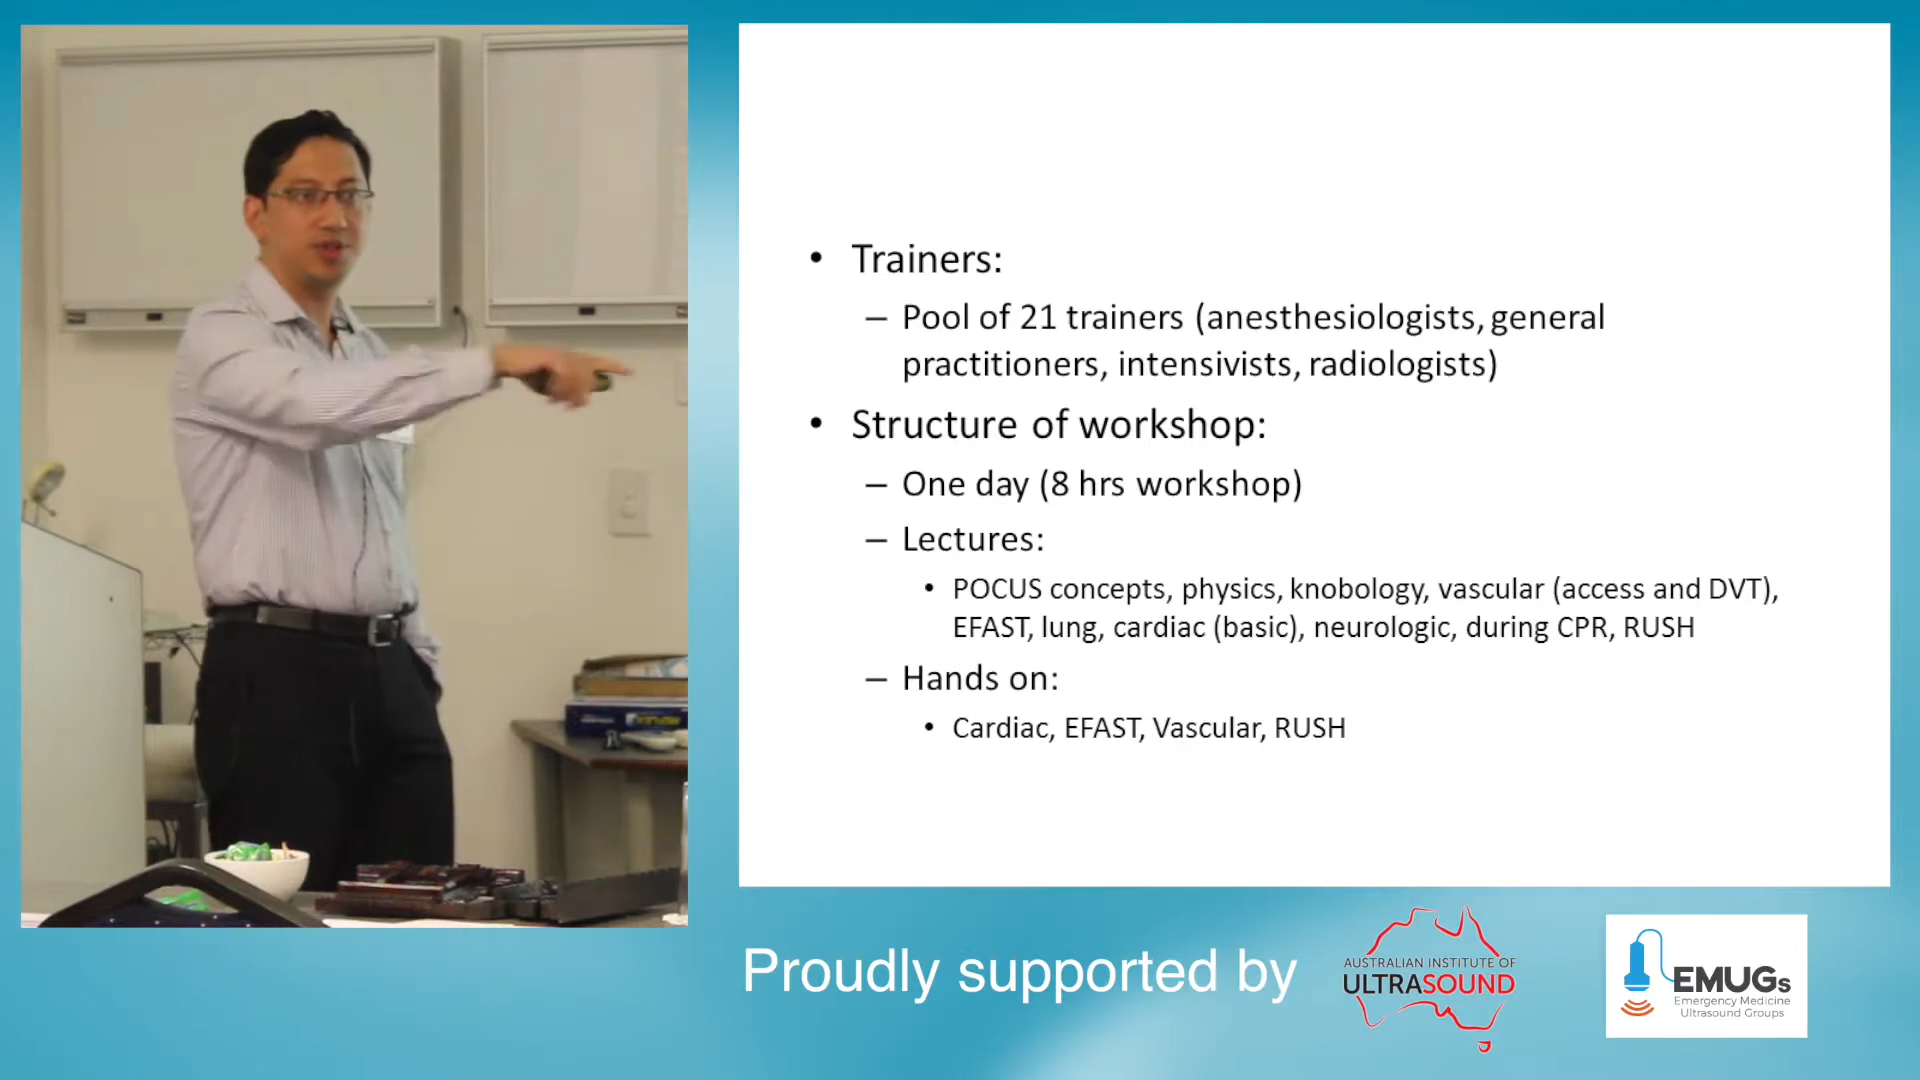 • Trainers:
– Pool of 21 trainers (anesthesiologists, general
practitioners, intensivists, radiologists)
• Structure of workshop:
– One day (8 hrs workshop)
– Lectures:
• POCUS concepts, physics, knobology, vascular (access and DVT),
EFAST, lung, cardiac (basic), neurologic, during CPR, RUSH
– Hands on:
• Cardiac, EFAST, Vascular, RUSH
Proudly supported by
AUSTRALIAN INSTITUTE OF
ULTRASOUND
EMUGs
Emergency Medicine
Ultrasound Groups